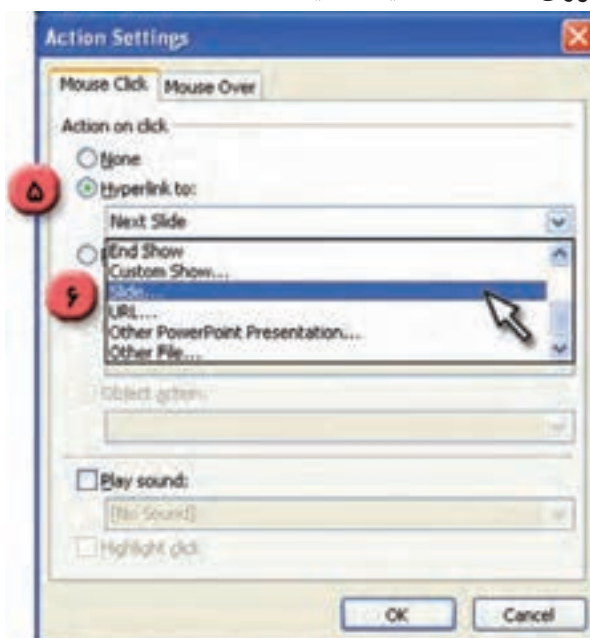 Action Settings
Mouse Click Mouse Over
Action on click
None
۵ Hyperlink to:
Next Slide
End Show
Custom Show...
۶ Slide...
URL...
Other PowerPoint Presentation...
Other File...
Object action:
Play sound:
[No Sound]
Highlight click
OK Cancel